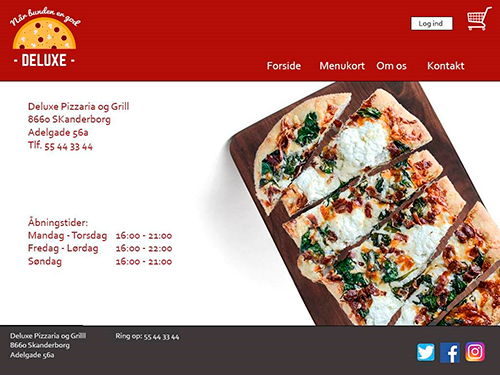 Når bunden er god
- DELUXE -
Log ind
Forside Menukort Om os Kontakt
Deluxe Pizzaria og Grill
8660 SKanderborg
Adelgade 56a
Tlf. 55 44 33 44
Åbningstider:
Mandag - Torsdag 16:00 - 21:00
Fredag - Lørdag 16:00 - 22:00
Søndag 16:00 - 21:00
Deluxe Pizzaria og Grilll Ring op: 55 44 33 44
8660 Skanderborg
Adelgade 56a